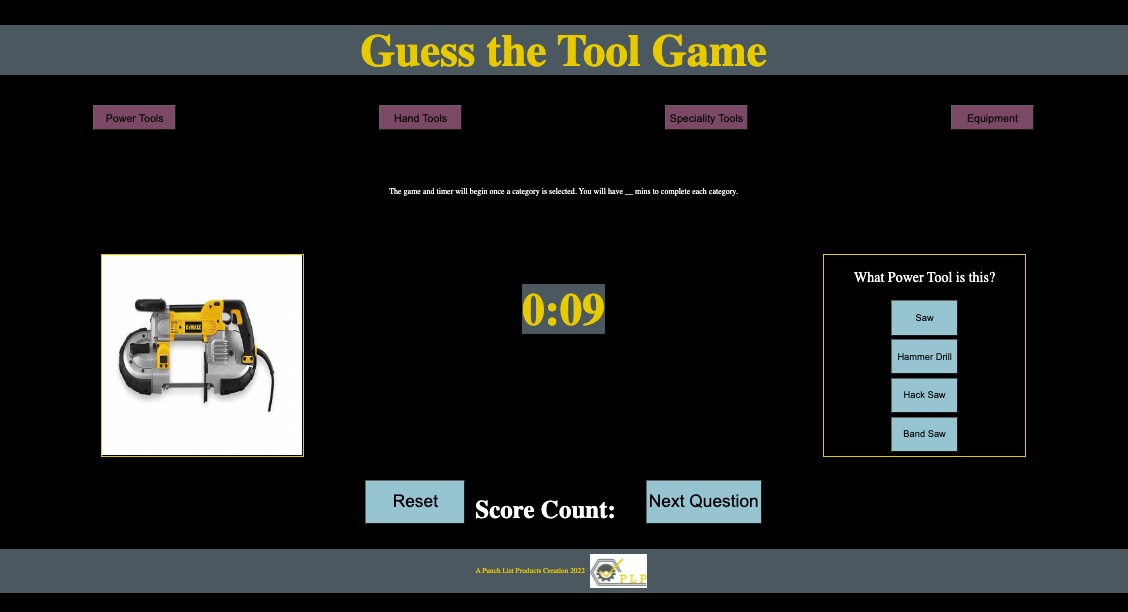 Guess the Tool Game
Power Tools
Hand Tools
Speciality Tools
Equipment
The game and timer will begin once a category is selected. You will have __ mins to complete each category.
DEWALT
0:09
What Power Tool is this?
Saw
Hammer Drill
Hack Saw
Band Saw
Reset
Score Count:
Next Question
A Punch List Products Creation 2022
PLP